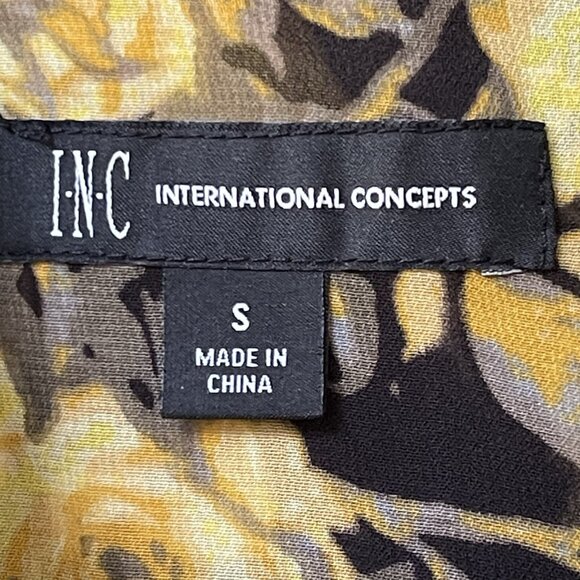 I·N·C INTERNATIONAL CONCEPTS
S
MADE IN
CHINA